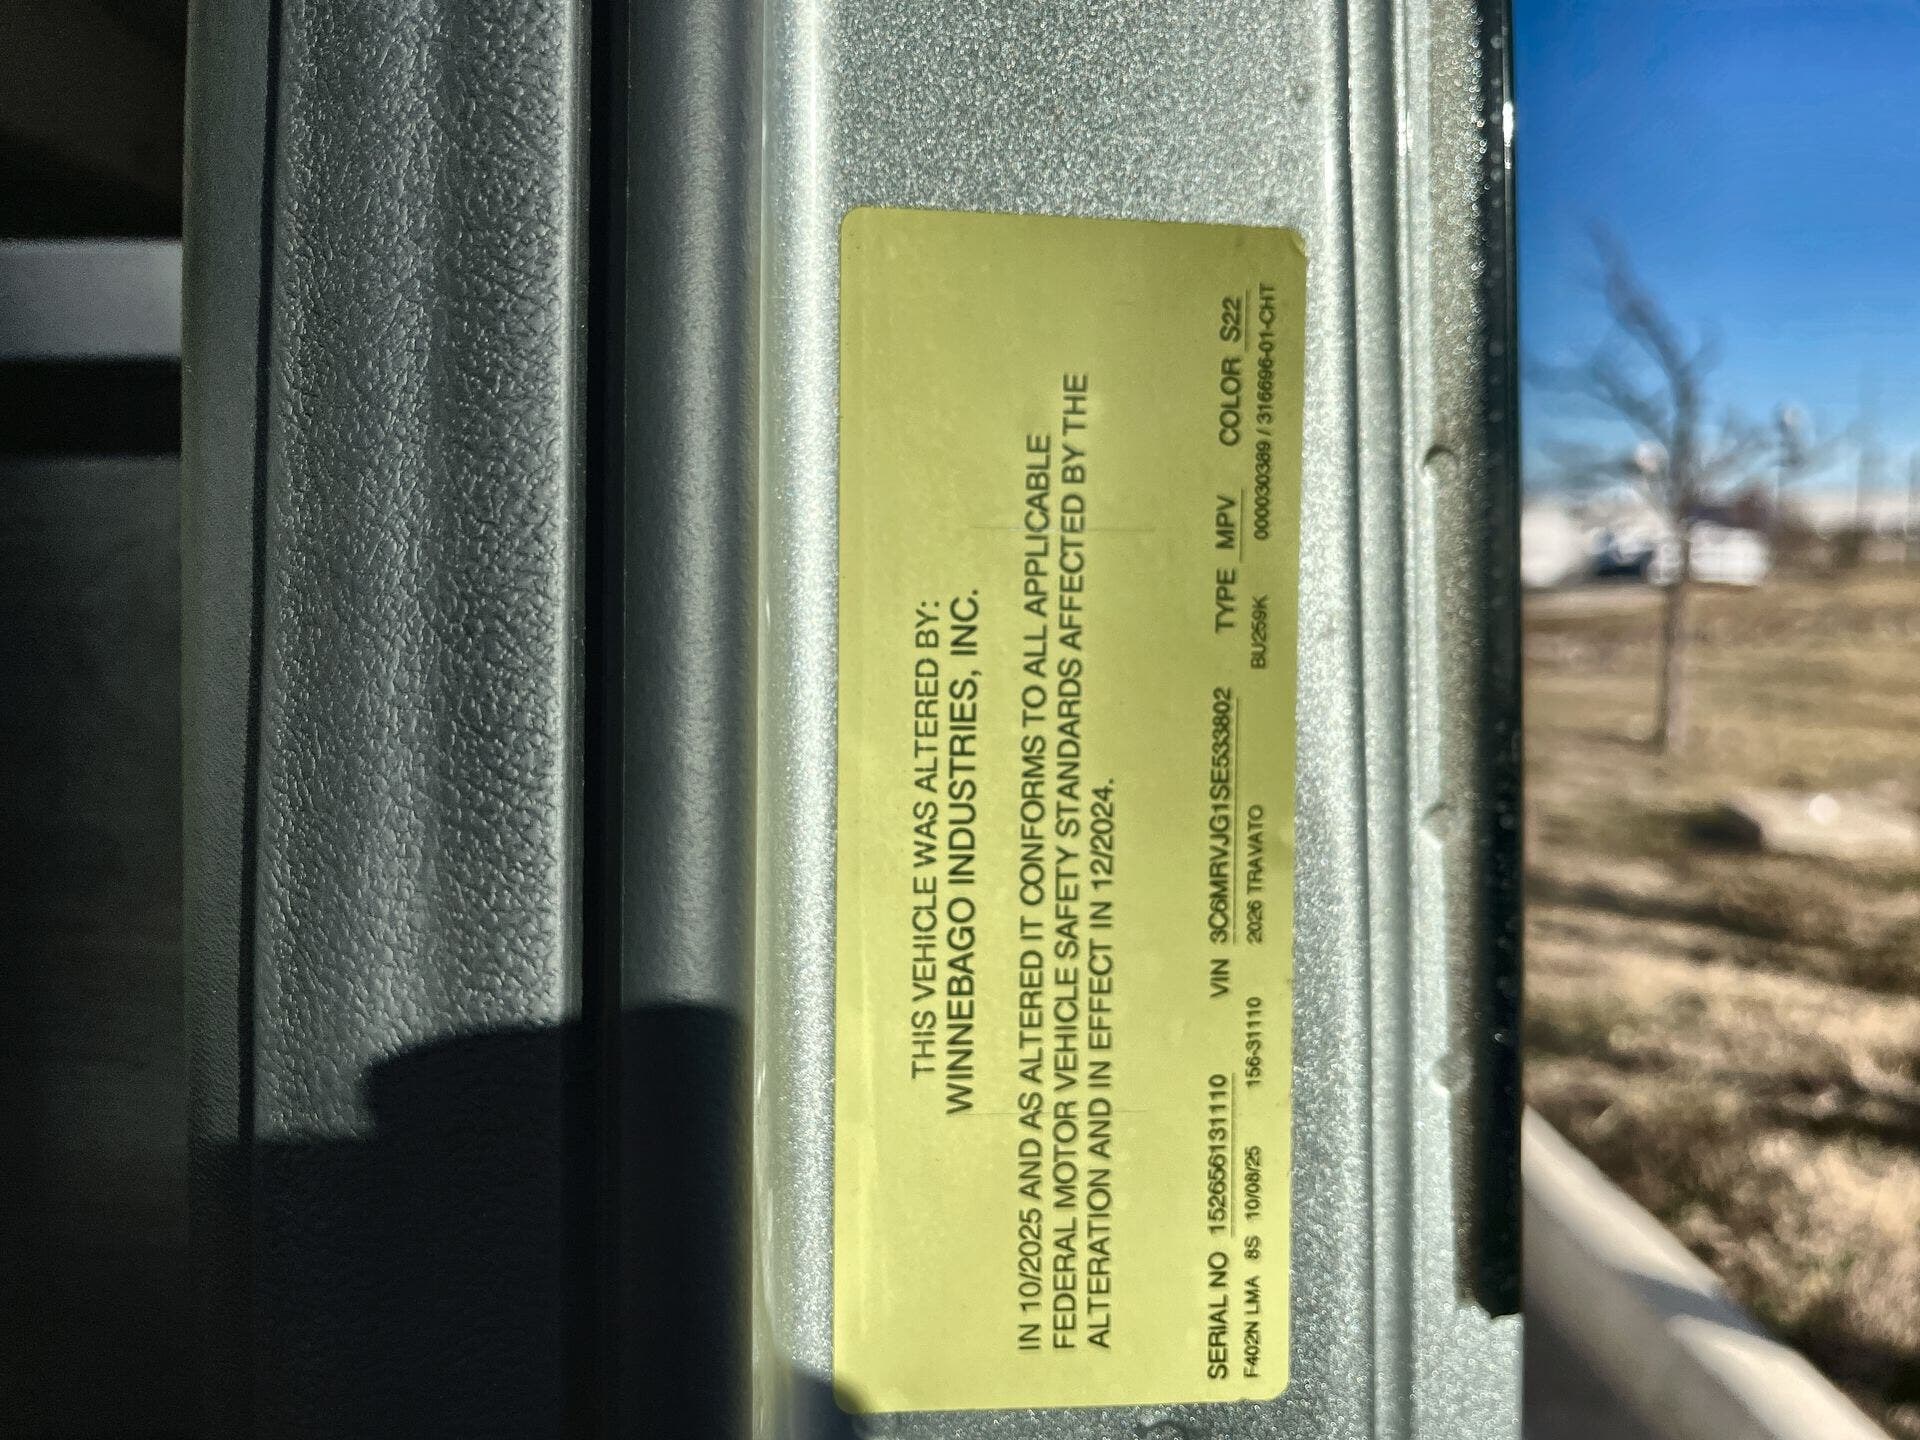 THIS VEHICLE WAS ALTERED BY:
WINNEBAGO INDUSTRIES, INC.
IN 10/2025 AND AS ALTERED IT CONFORMS TO ALL APPLICABLE
FEDERAL MOTOR VEHICLE SAFETY STANDARDS AFFECTED BY THE
ALTERATION AND IN EFFECT IN 12/2024.
SERIAL NO 152656131110 VIN 3C6MRVJG1SE533802 TYPE MPV COLOR S22
F402N LMA 8S 10/08/25 156-31110 2026 TRAVATO BU259K 0000030389 / 316696-01-CHT